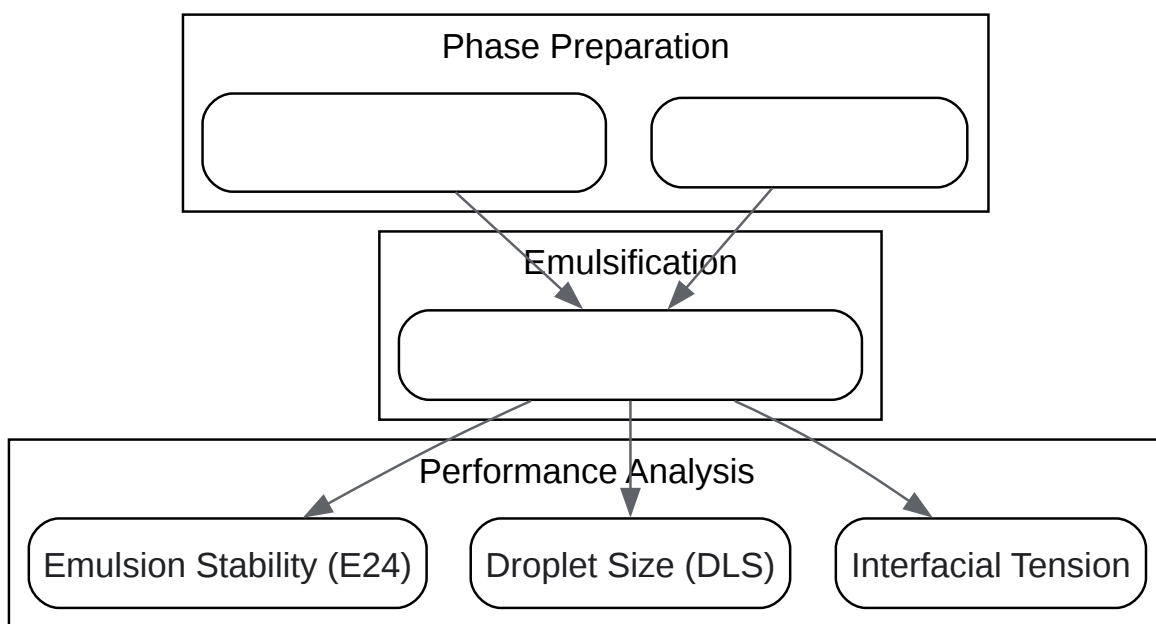 Phase Preparation
Emulsification
Performance Analysis
Emulsion Stability (E24)
Droplet Size (DLS)
Interfacial Tension